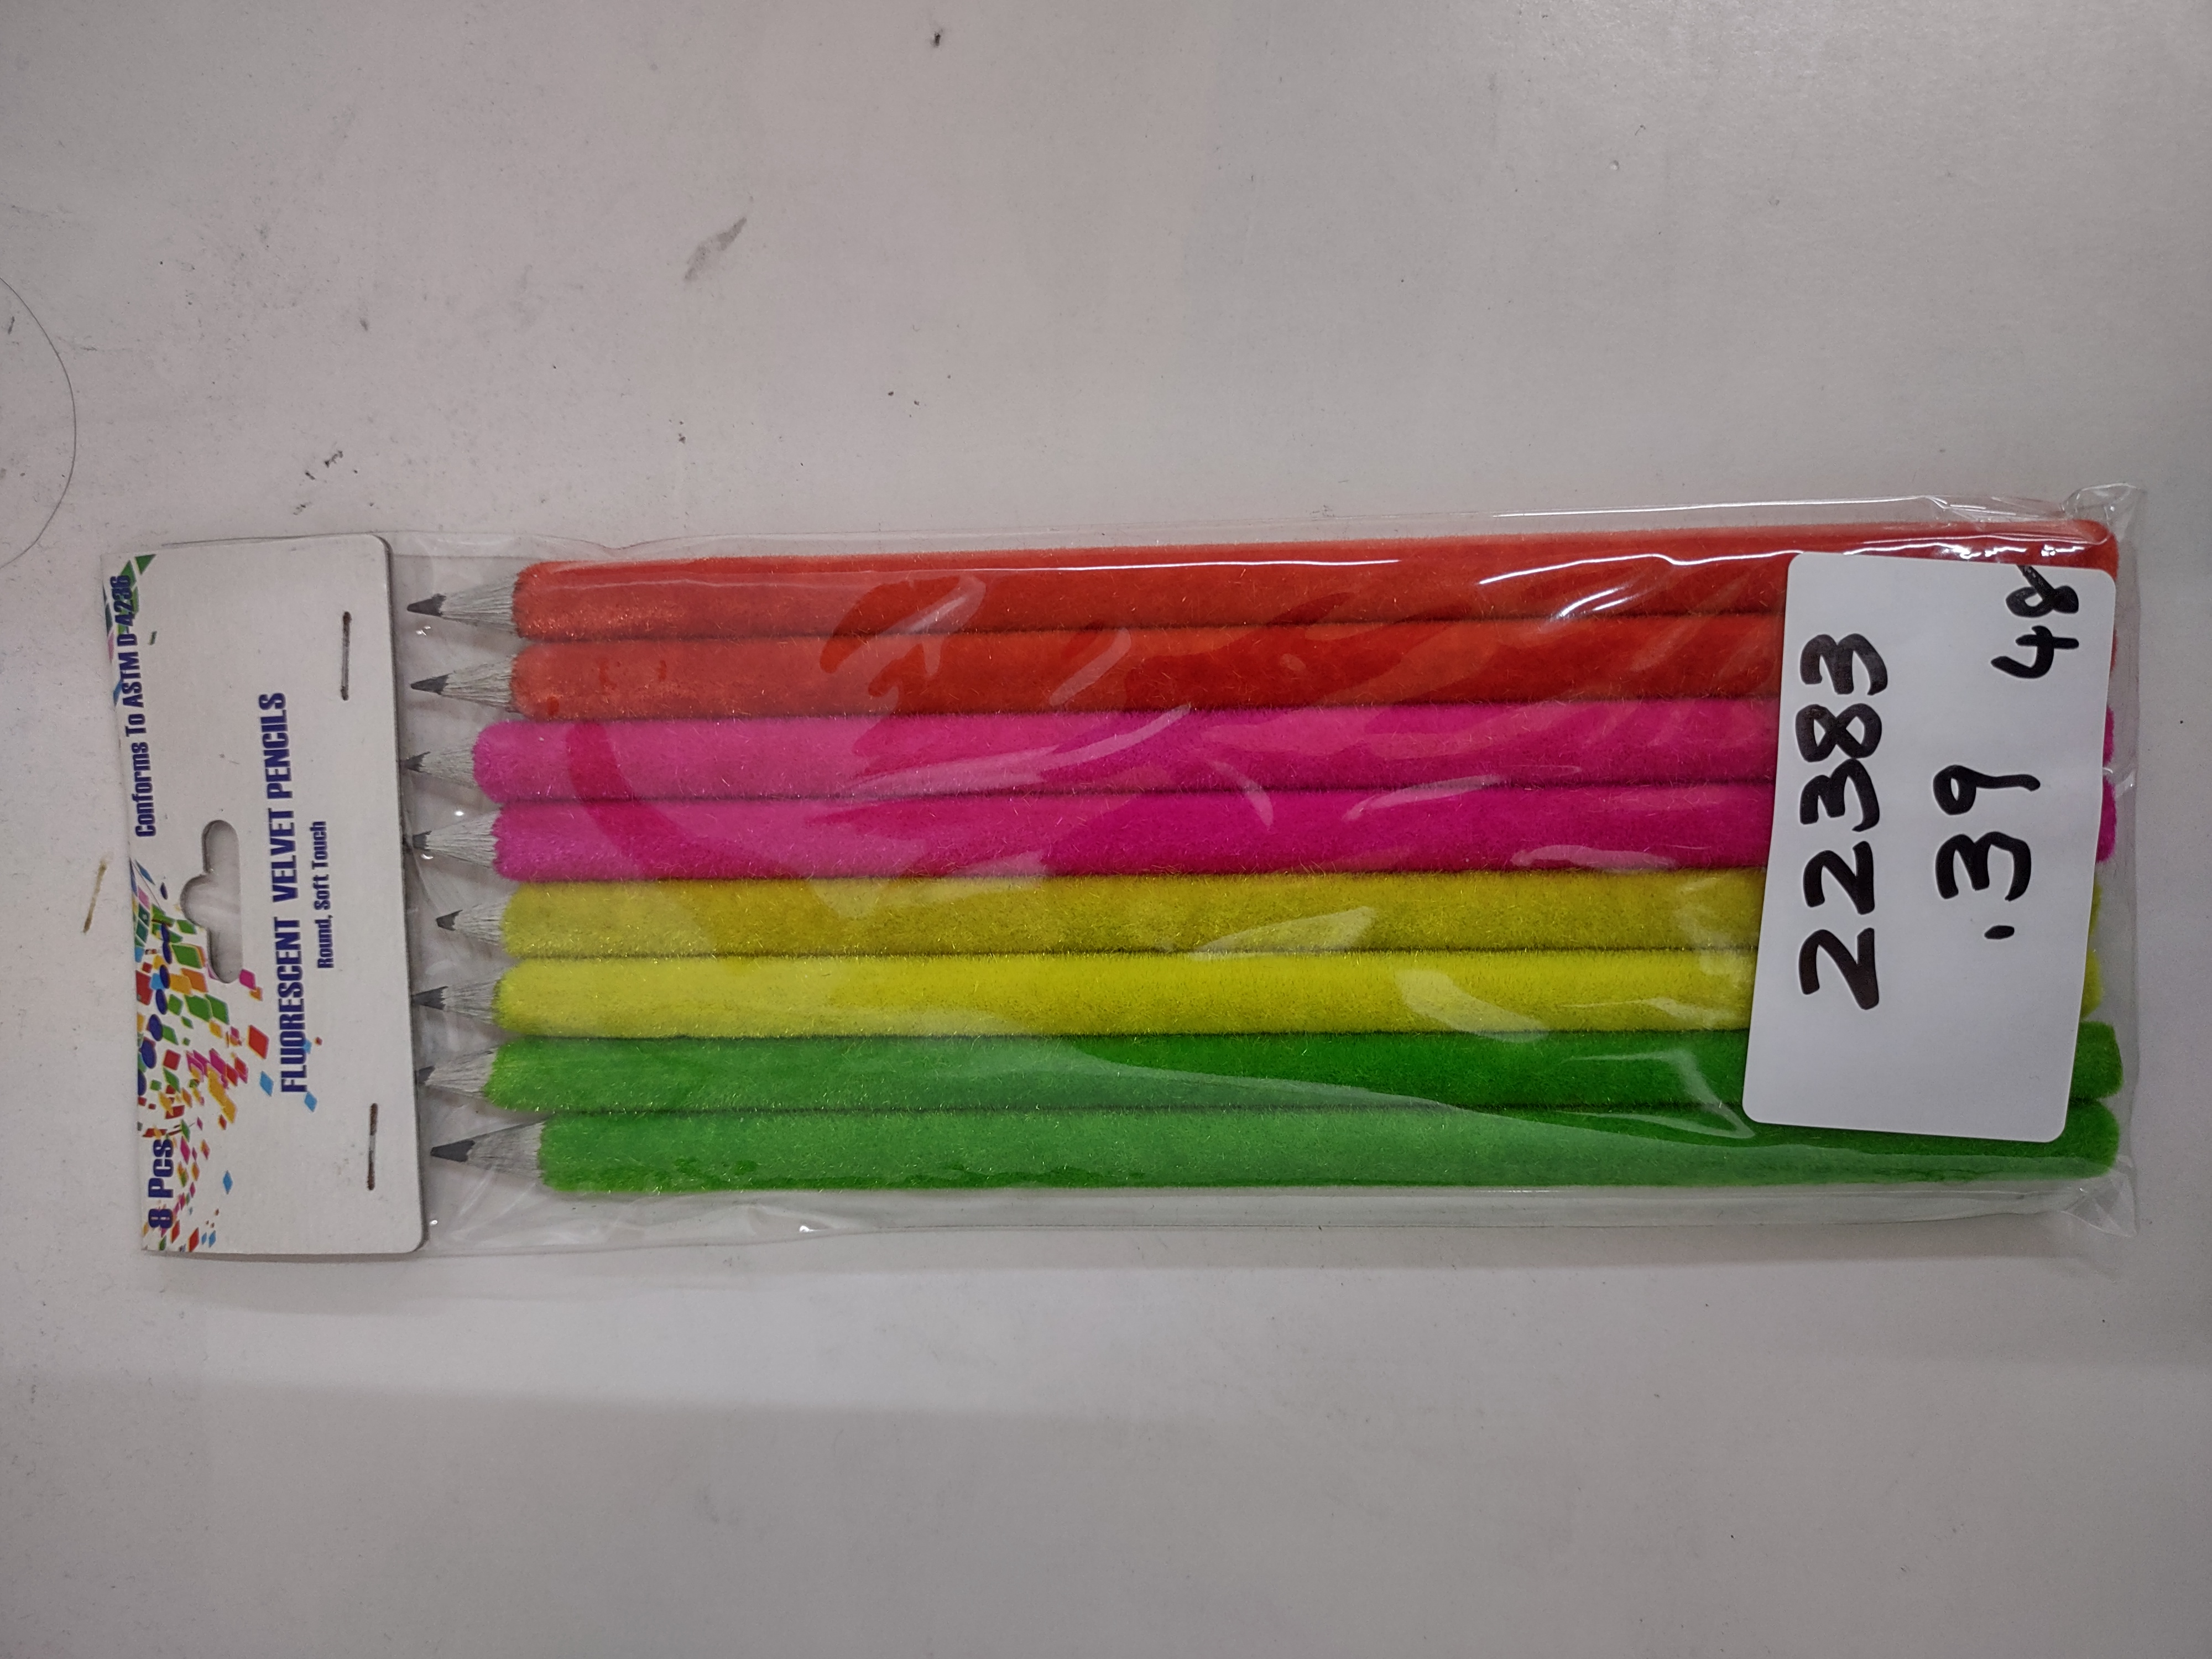 8 Pcs
Conforms To ASTM D-4236
FLUORESCENT VELVET PENCILS
Round, Soft Touch
22383
.39
48